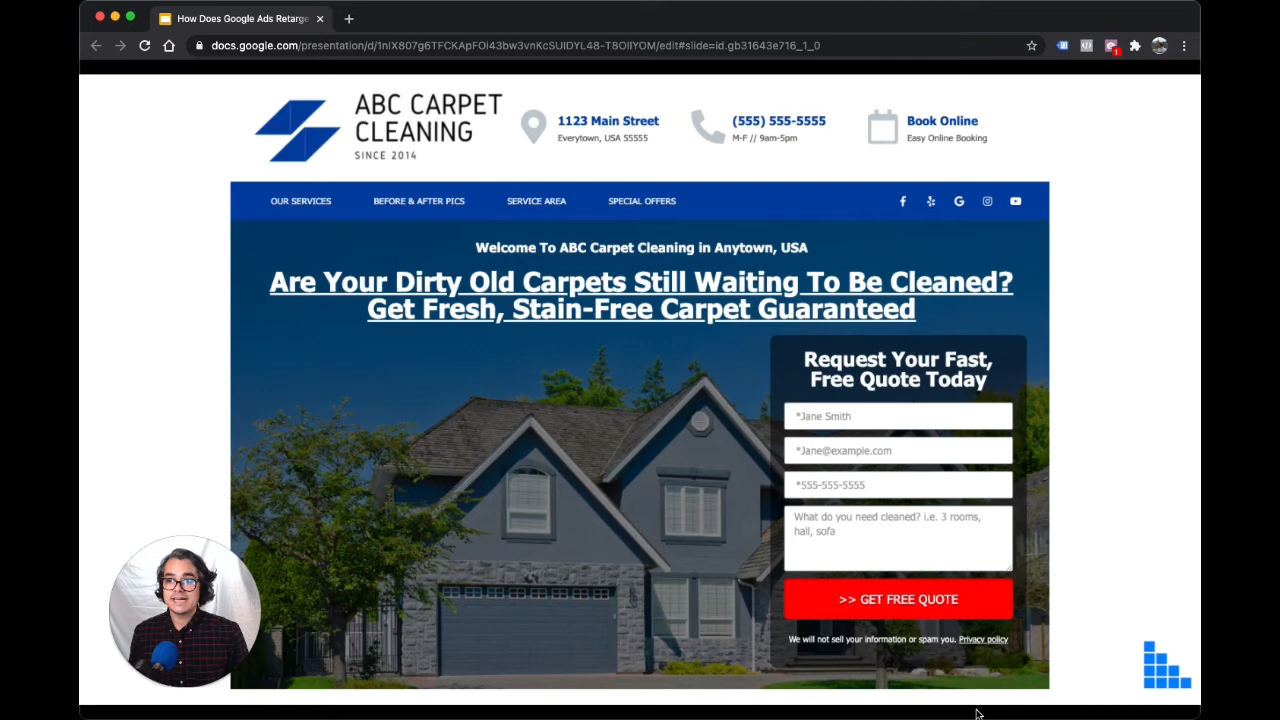 How Does Google Ads Retarge
docs.google.com/presentation/d/1nIX807g6TFCKApFOi43bw3vnKcSUIDYL48-T8OllYOM/edit#slide=id.gb31643e716_1_0
1
ABC CARPET
CLEANING
SINCE 2014
1123 Main Street
Everytown, USA 55555
(555) 555-5555
M-F // 9am-5pm
Book Online
Easy Online Booking
OUR SERVICES
BEFORE & AFTER PICS
SERVICE AREA
SPECIAL OFFERS
Welcome To ABC Carpet Cleaning in Anytown, USA
Are Your Dirty Old Carpets Still Waiting To Be Cleaned?
Get Fresh, Stain-Free Carpet Guaranteed
Request Your Fast,
Free Quote Today
*Jane Smith
*Jane@example.com
*555-555-5555
What do you need cleaned? i.e. 3 rooms,
hall, sofa
>> GET FREE QUOTE
We will not sell your information or spam you. Privacy policy